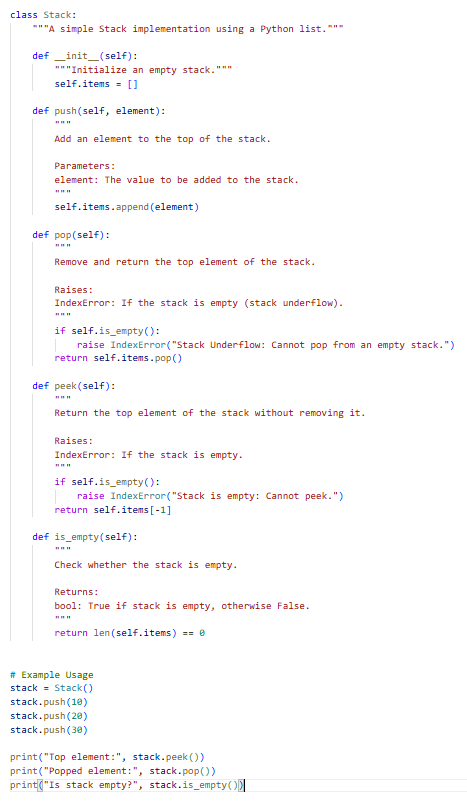 class Stack:
    """A simple Stack implementation using a Python list."""

    def __init__(self):
        """Initialize an empty stack."""
        self.items = []

    def push(self, element):
        """
        Add an element to the top of the stack.

        Parameters:
        element: The value to be added to the stack.
        """
        self.items.append(element)

    def pop(self):
        """
        Remove and return the top element of the stack.

        Raises:
        IndexError: If the stack is empty (stack underflow).
        """
        if self.is_empty():
            raise IndexError("Stack Underflow: Cannot pop from an empty stack.")
        return self.items.pop()

    def peek(self):
        """
        Return the top element of the stack without removing it.

        Raises:
        IndexError: If the stack is empty.
        """
        if self.is_empty():
            raise IndexError("Stack is empty: Cannot peek.")
        return self.items[-1]

    def is_empty(self):
        """
        Check whether the stack is empty.

        Returns:
        bool: True if stack is empty, otherwise False.
        """
        return len(self.items) == 0


# Example Usage
stack = Stack()
stack.push(10)
stack.push(20)
stack.push(30)

print("Top element:", stack.peek())
print("Popped element:", stack.pop())
print("Is stack empty?", stack.is_empty())